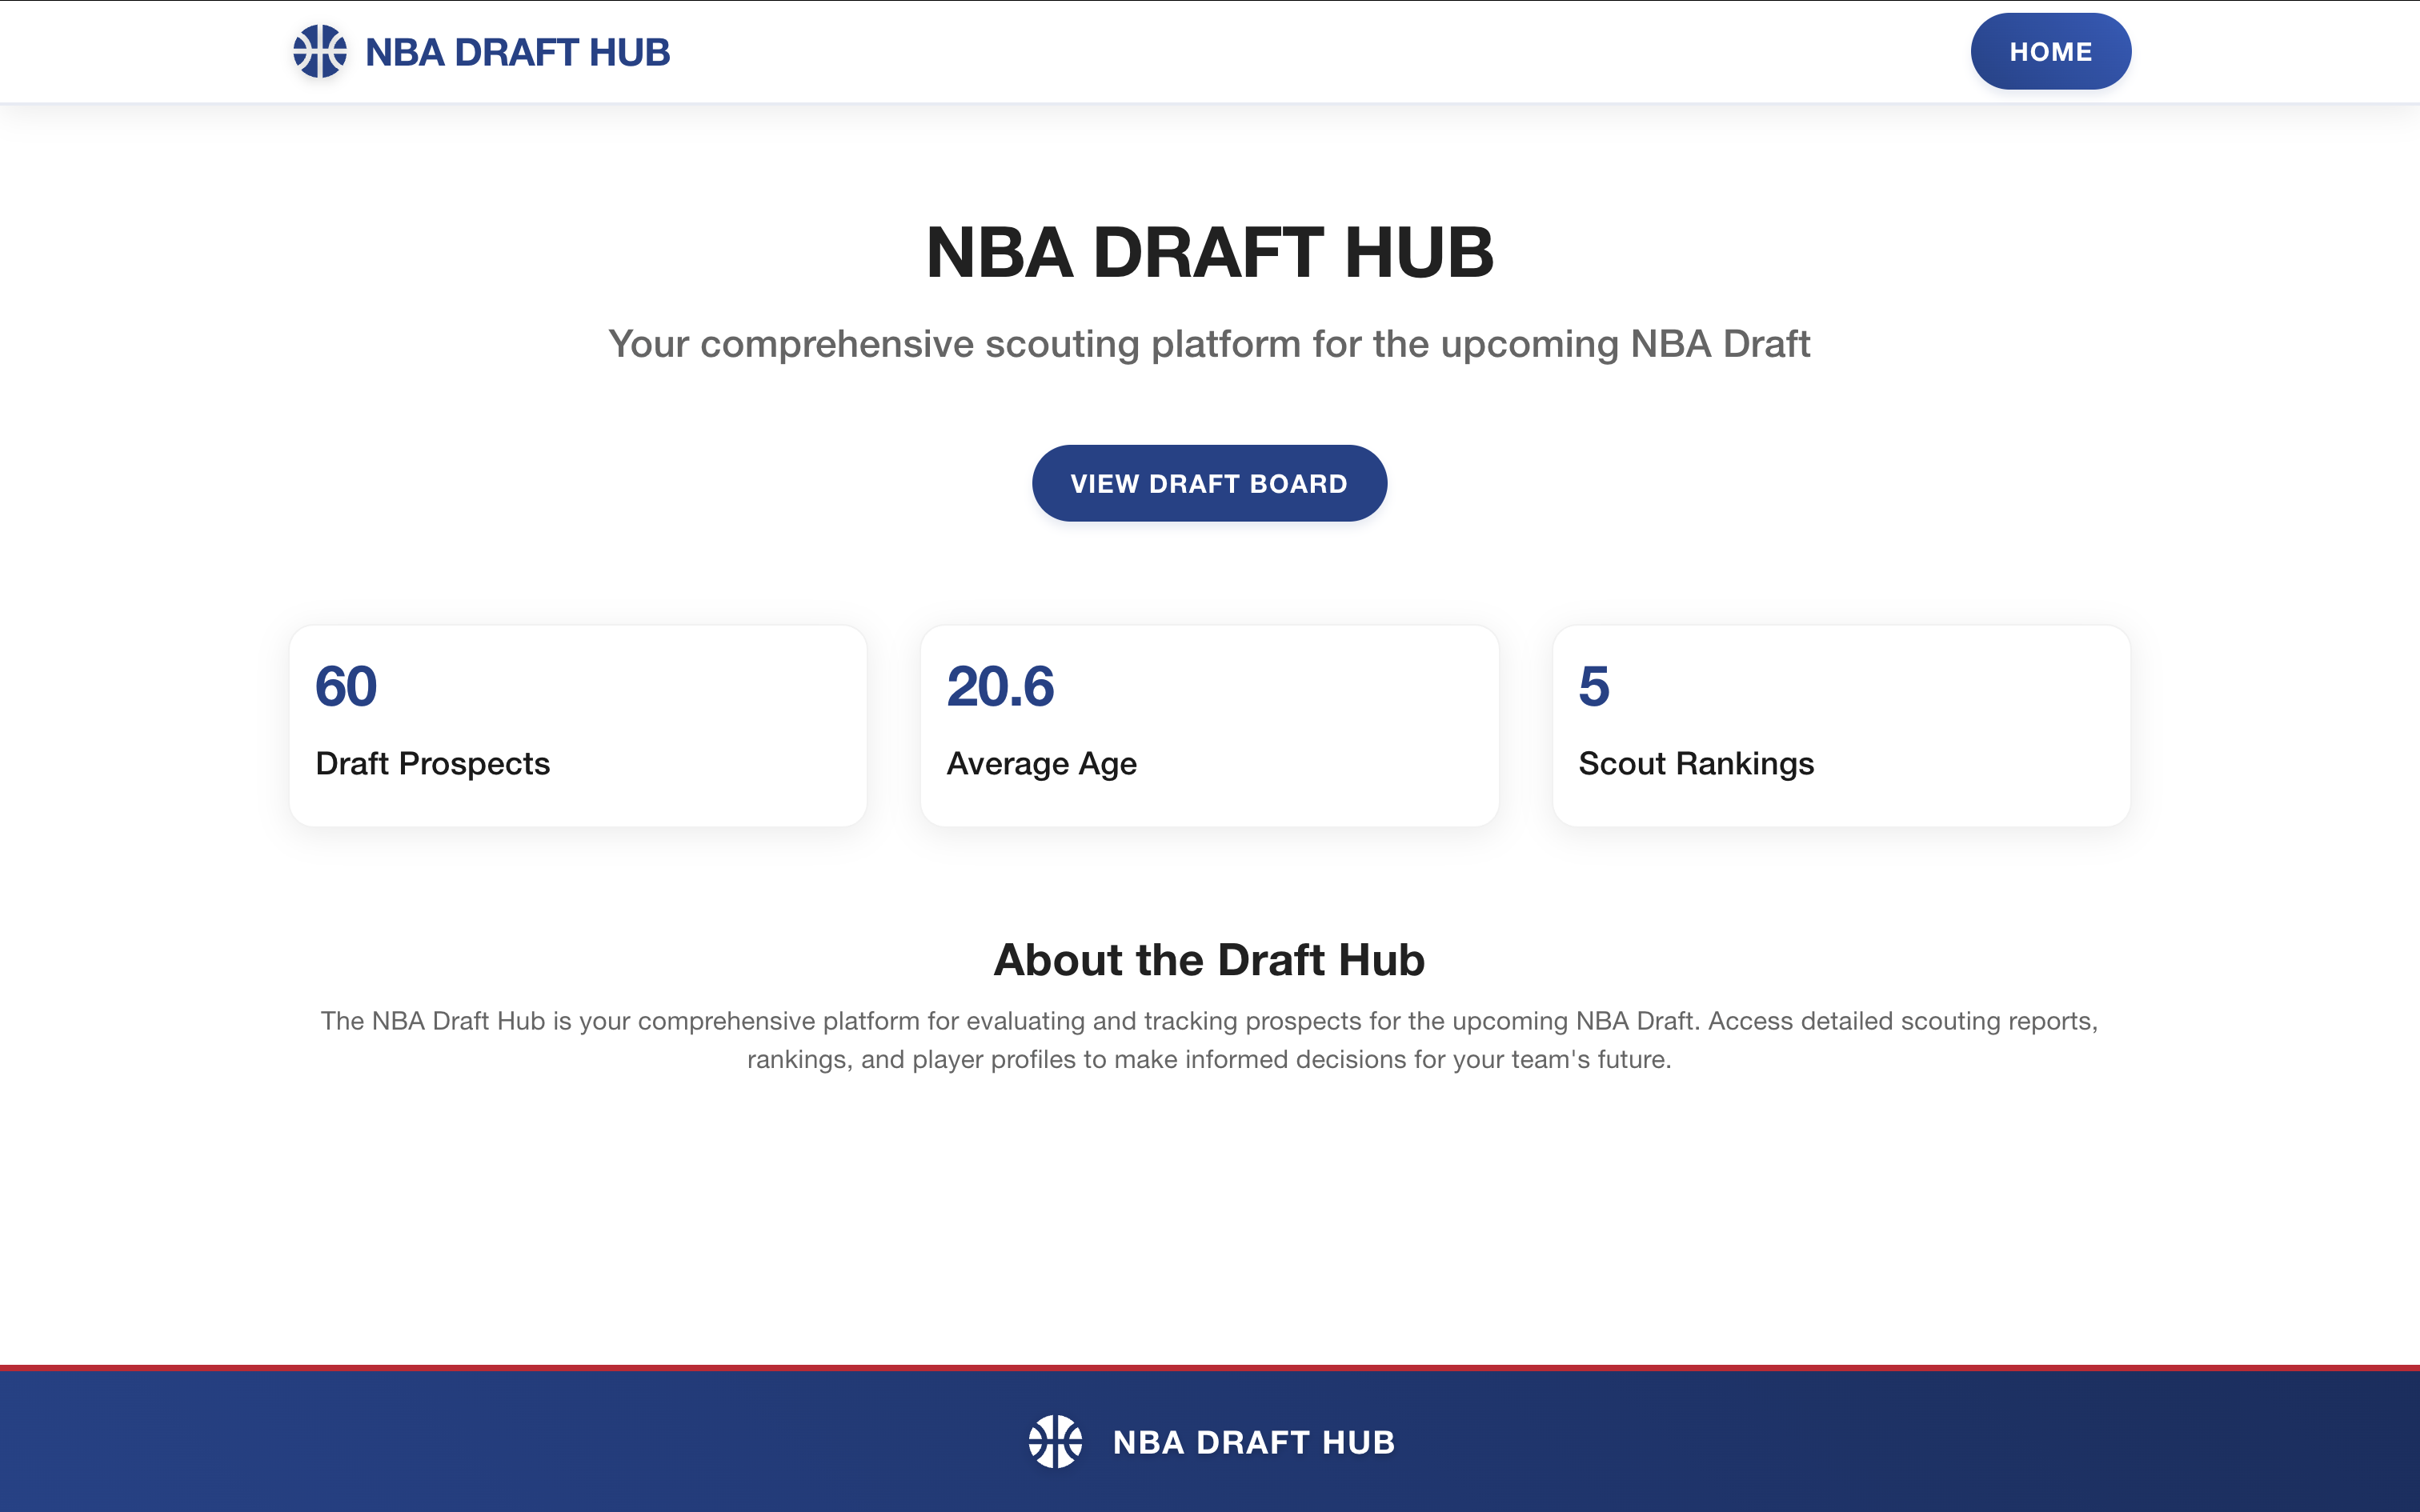 NBA DRAFT HUB
HOME
NBA DRAFT HUB
Your comprehensive scouting platform for the upcoming NBA Draft
VIEW DRAFT BOARD
60
Draft Prospects
20.6
Average Age
5
Scout Rankings
About the Draft Hub
The NBA Draft Hub is your comprehensive platform for evaluating and tracking prospects for the upcoming NBA Draft. Access detailed scouting reports,
rankings, and player profiles to make informed decisions for your team's future.
NBA DRAFT HUB